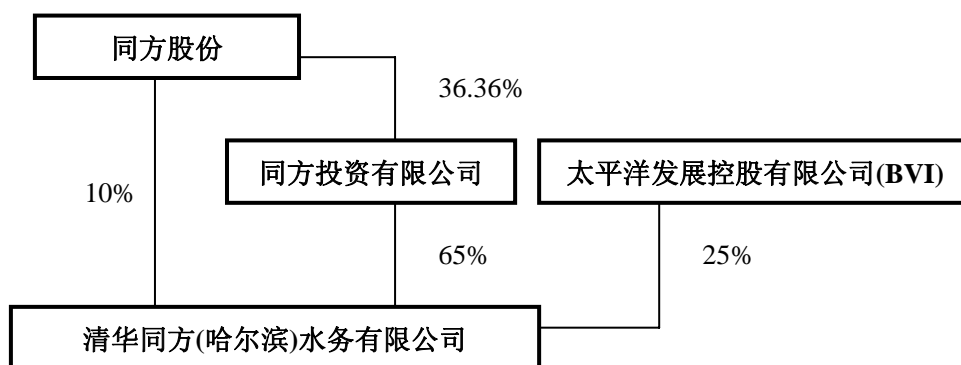 同方股份
36.36%
同方投资有限公司
太平洋发展控股有限公司(BVI)
10%
65%
25%
清华同方(哈尔滨)水务有限公司